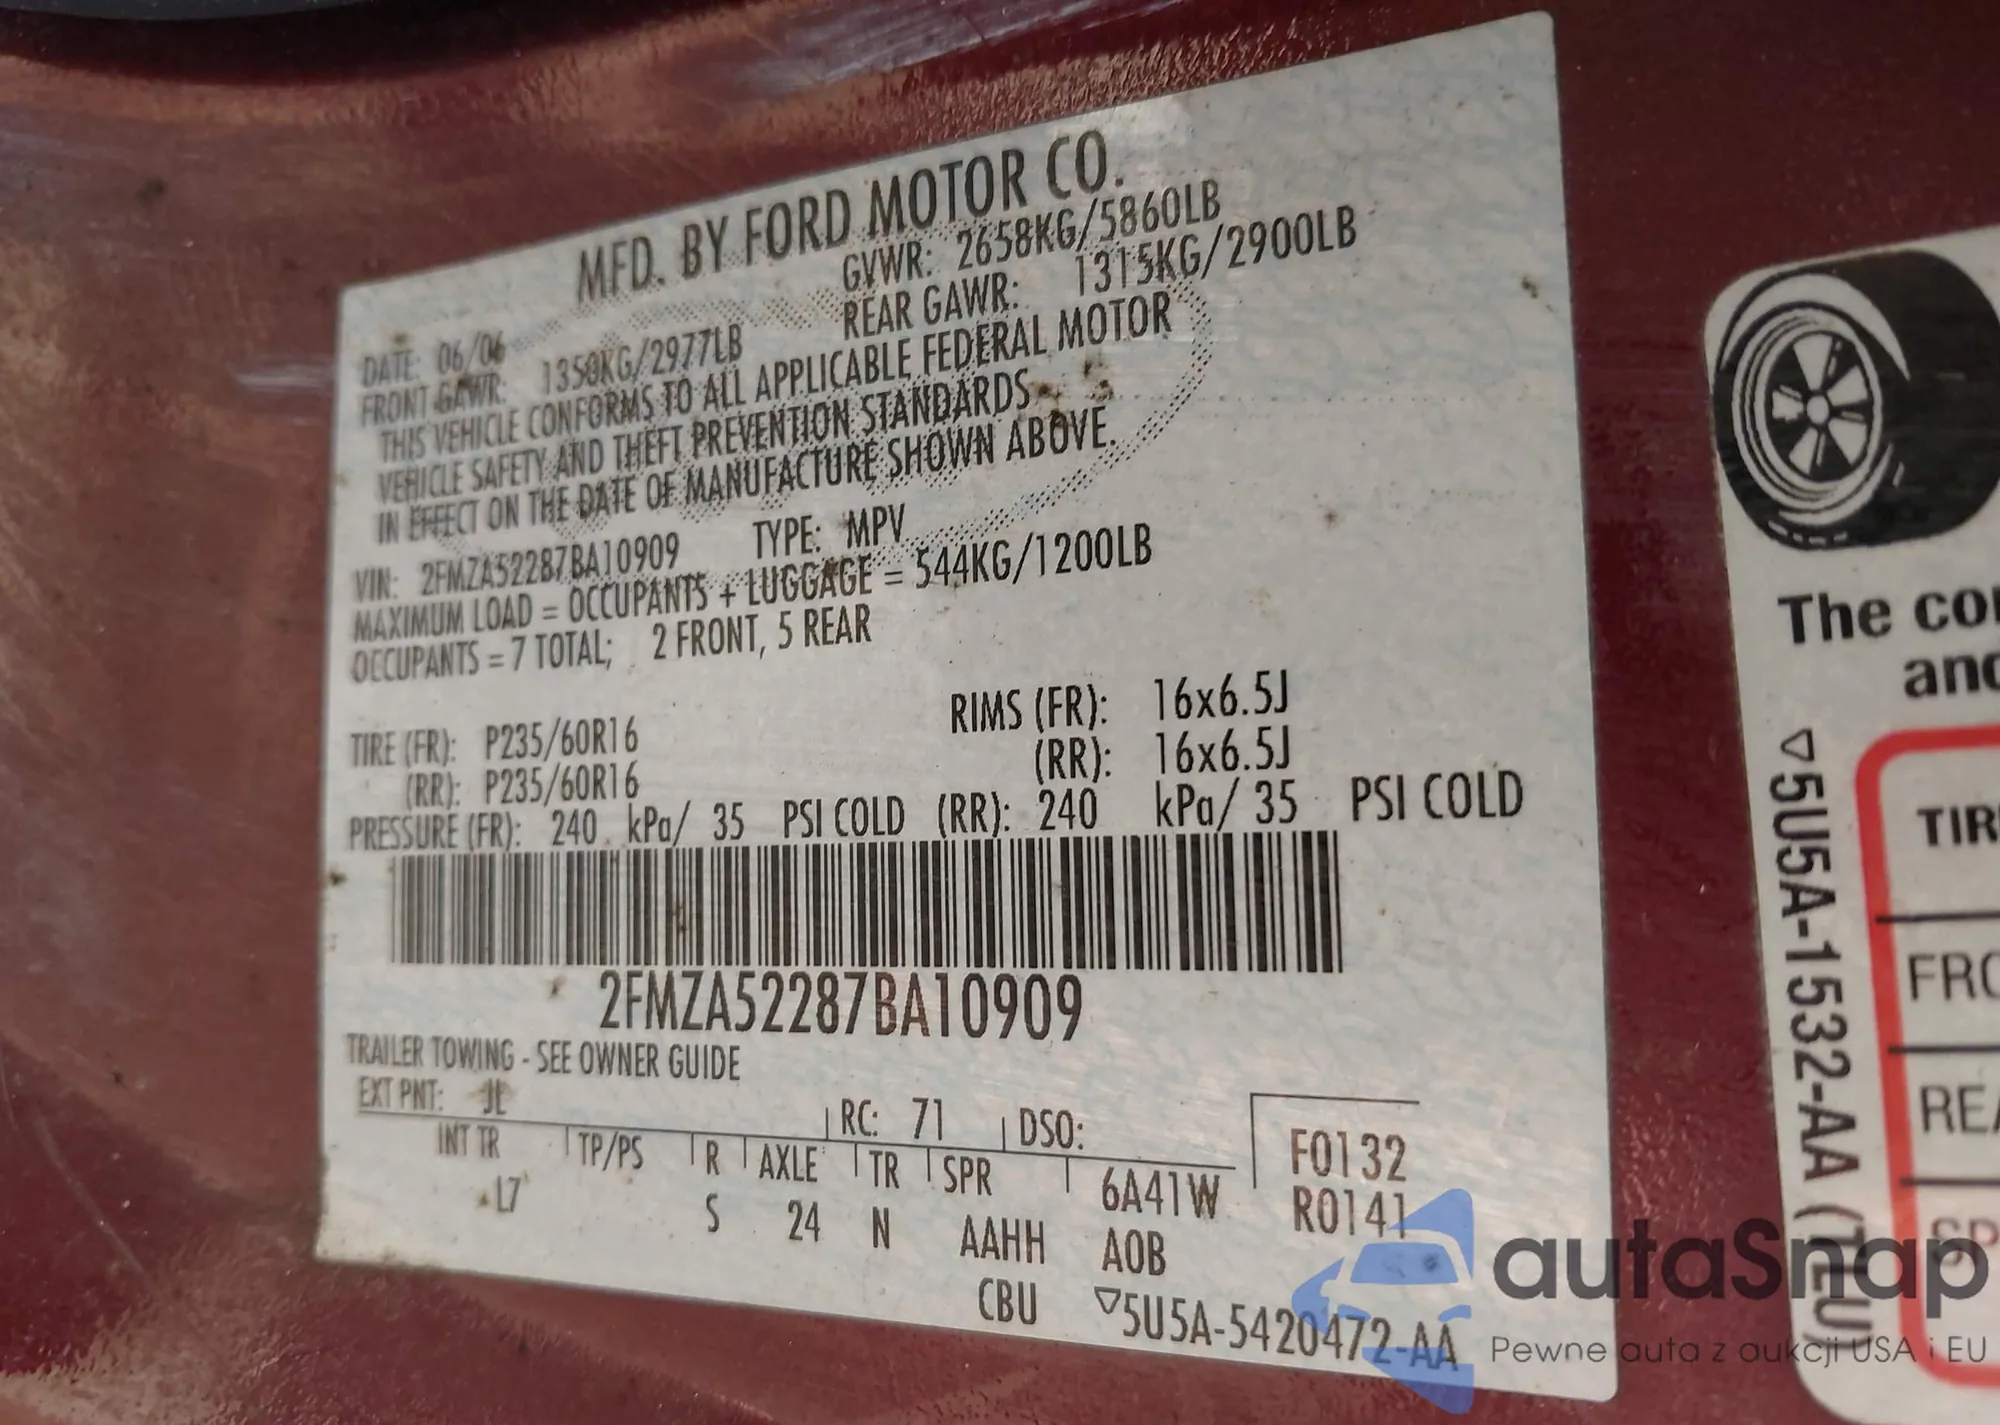 MFD. BY FORD MOTOR CO.
DATE: 06/06 GVWR: 2658KG/5860LB
FRONT GAWR: 1350KG/2977LB REAR GAWR: 1315KG/2900LB
THIS VEHICLE CONFORMS TO ALL APPLICABLE FEDERAL MOTOR
VEHICLE SAFETY AND THEFT PREVENTION STANDARDS
IN EFFECT ON THE DATE OF MANUFACTURE SHOWN ABOVE.
VIN: 2FMZA52287BA10909 TYPE: MPV
MAXIMUM LOAD = OCCUPANTS + LUGGAGE = 544KG/1200LB
OCCUPANTS = 7 TOTAL; 2 FRONT, 5 REAR
TIRE (FR): P235/60R16 RIMS (FR): 16x6.5J
(RR): P235/60R16 (RR): 16x6.5J
PRESSURE (FR): 240 kPa/ 35 PSI COLD (RR): 240 kPa/ 35 PSI COLD
2FMZA52287BA10909
TRAILER TOWING - SEE OWNER GUIDE
EXT PNT: JL RC: 71 DSO:
INT TR TP/PS R AXLE TR SPR 6A41W F0132
L7 S 24 N AAHH A0B R0141
CBU ▽5U5A-5420472-AA
The
and
▽5U5A-1532-AA (TEU)
autaSnap
Pewne auta z aukcji USA i EU